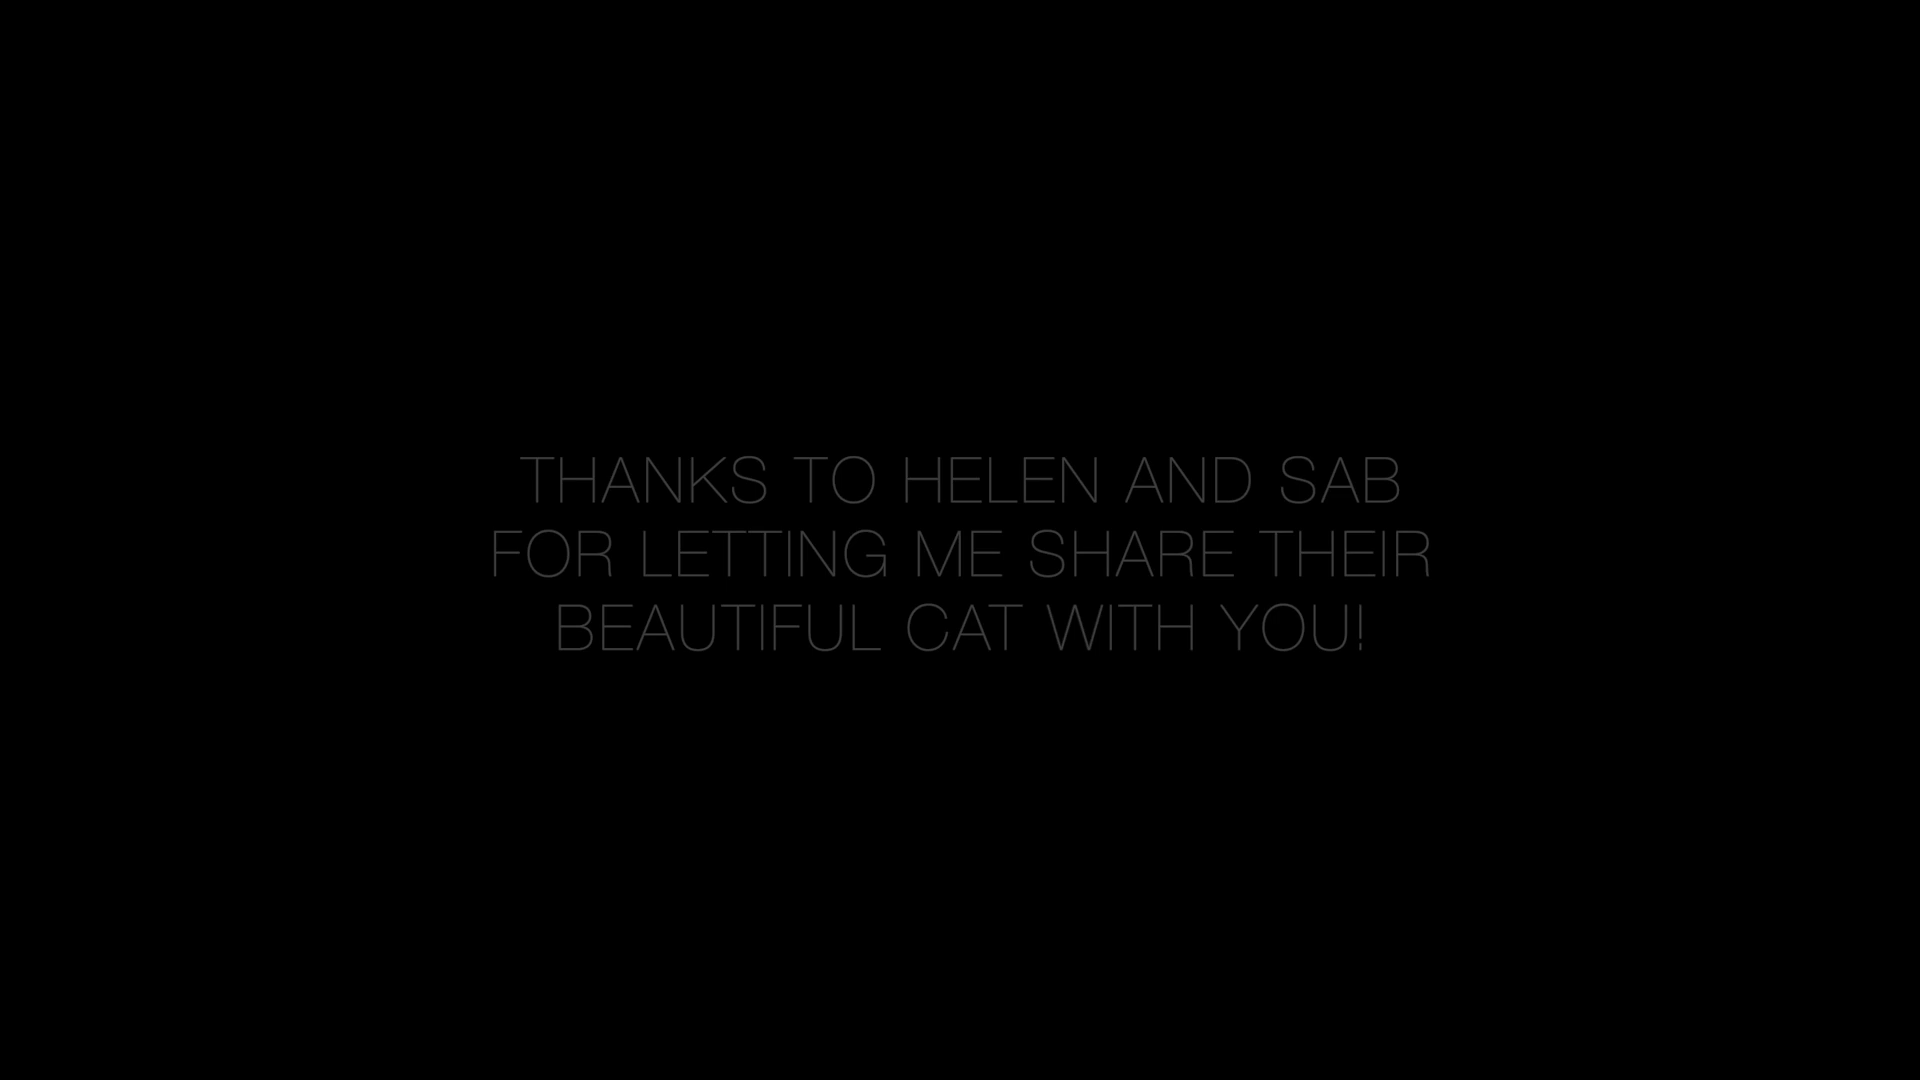 THANKS TO HELEN AND SAB
FOR LETTING ME SHARE THEIR
BEAUTIFUL CAT WITH YOU!